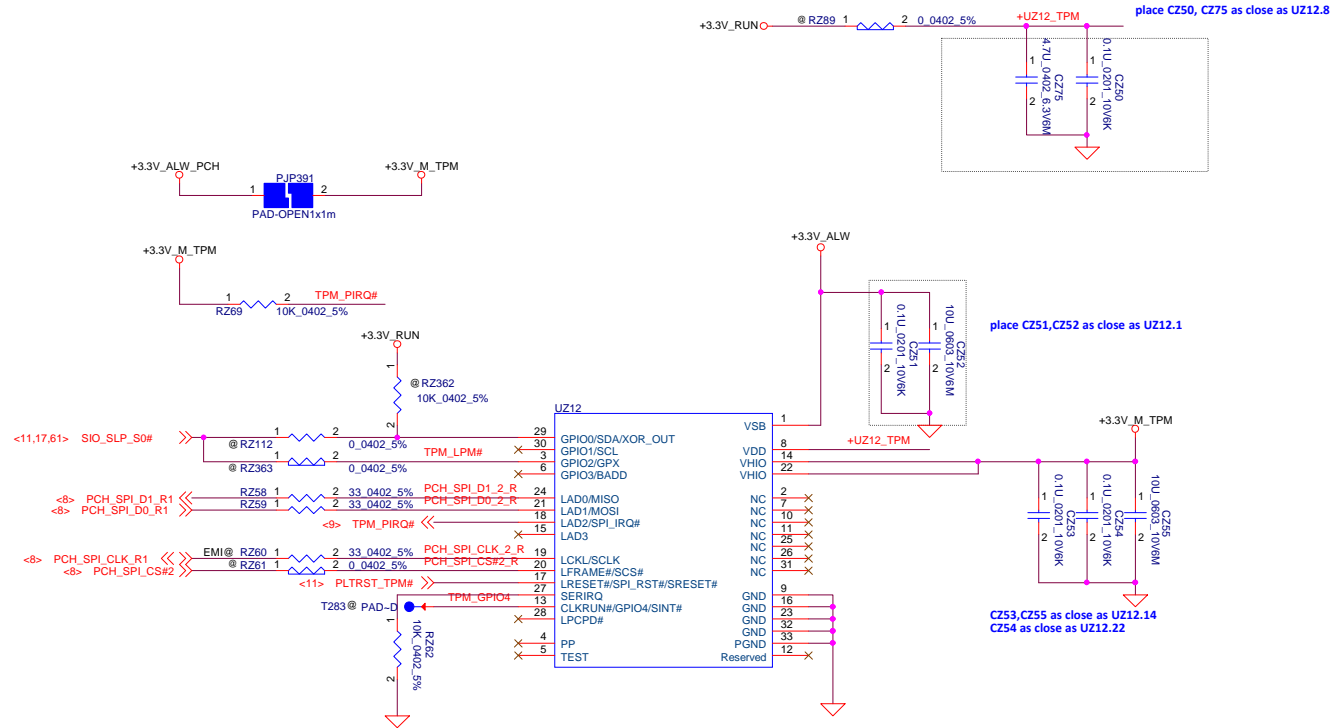 place CZ50, CZ75 as close as UZ12.8
+3.3V_RUN @ RZ89 1 2 0_0402_5% +UZ12_TPM
1 2 CZ75 4.7U_0402_6.3V6M
1 2 CZ50 0.1U_0201_10V6K
+3.3V_ALW_PCH +3.3V_M_TPM
PJP391
1 2
PAD-OPEN1x1m
+3.3V_M_TPM
1 2 TPM_PIRQ#
RZ69 10K_0402_5%
+3.3V_ALW
1 2 CZ51 0.1U_0201_10V6K
1 2 CZ52 10U_0603_10V6M
place CZ51,CZ52 as close as UZ12.1
+3.3V_RUN
1 2
@ RZ362
10K_0402_5%
UZ12
<11,17,61> SIO_SLP_S0# 1 2 29 GPIO0/SDA/XOR_OUT
@ RZ112 0_0402_5% 30 GPIO1/SCL
1 2 TPM_LPM# 3 GPIO2/GPX
@ RZ363 0_0402_5% 6 GPIO3/BADD
<8> PCH_SPI_D1_R1 RZ58 1 2 33_0402_5% PCH_SPI_D1_2_R 24 LAD0/MISO
<8> PCH_SPI_D0_R1 RZ59 1 2 33_0402_5% PCH_SPI_D0_2_R 21 LAD1/MOSI
<9> TPM_PIRQ# 18 LAD2/SPI_IRQ#
15 LAD3
<8> PCH_SPI_CLK_R1 EMI@ RZ60 1 2 33_0402_5% PCH_SPI_CLK_2_R 19 LCKL/SCLK
<8> PCH_SPI_CS#2 @ RZ61 1 2 0_0402_5% PCH_SPI_CS#2_R 20 LFRAME#/SCS#
<11> PLTRST_TPM# 17 LRESET#/SPI_RST#/SRESET#
27 SERIRQ
T283@ PAD~D TPM_GPIO4 13 CLKRUN#/GPIO4/SINT#
28 LPCPD#
4 PP
5 TEST
1 2 RZ62 10K_0402_5%
VSB 1
VDD 8 +UZ12_TPM
VHIO 14
VHIO 22
NC 2
NC 7
NC 10
NC 11
NC 25
NC 26
NC 31
GND 9
GND 16
GND 23
GND 32
PGND 33
Reserved 12
+3.3V_M_TPM
1 2 CZ53 0.1U_0201_10V6K
1 2 CZ54 0.1U_0201_10V6K
1 2 CZ55 10U_0603_10V6M
CZ53,CZ55 as close as UZ12.14
CZ54 as close as UZ12.22